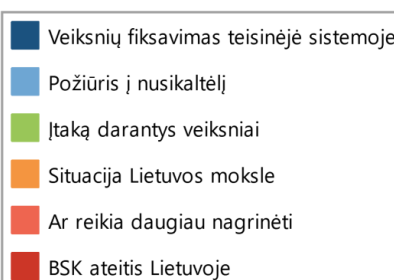 Veiksnių fiksavimas teisinėje sistemoje
Požiūris į nusikaltėlį
Įtaką darantys veiksniai
Situacija Lietuvos moksle
Ar reikia daugiau nagrinėti
BSK ateitis Lietuvoje